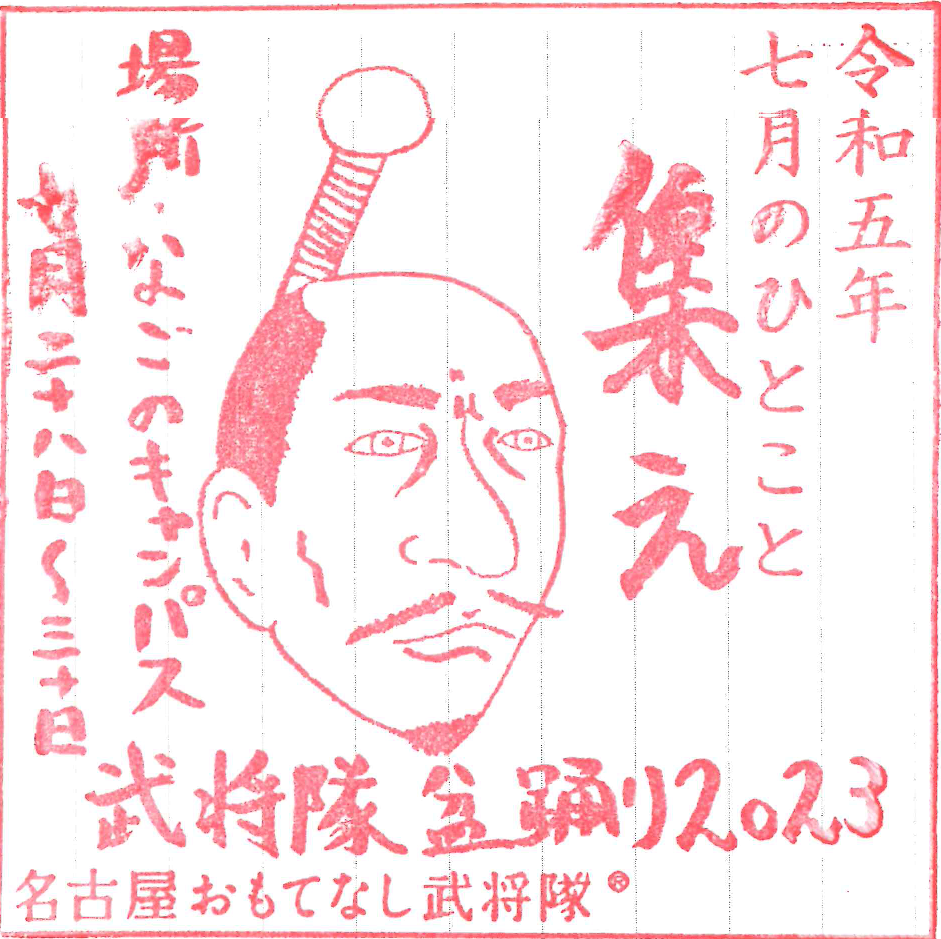 令和五年
七月のひとこと
集え
場所、なごのキャンパス
七月二十八日〜三十日
武将隊盆踊り2023
名古屋おもてなし武将隊®